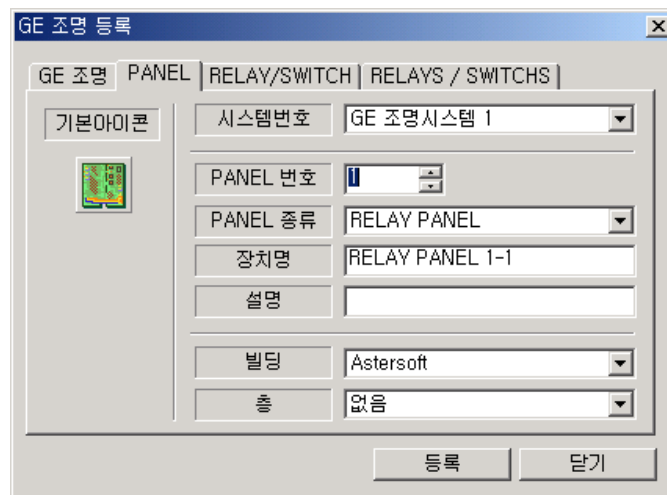 GE 조명 등록
GE 조명 PANEL RELAY/SWITCH RELAYS / SWITCHS
기본아이콘
시스템번호 GE 조명시스템 1
PANEL 번호 1
PANEL 종류 RELAY PANEL
장치명 RELAY PANEL 1-1
설명
빌딩 Astersoft
층 없음
등록 닫기